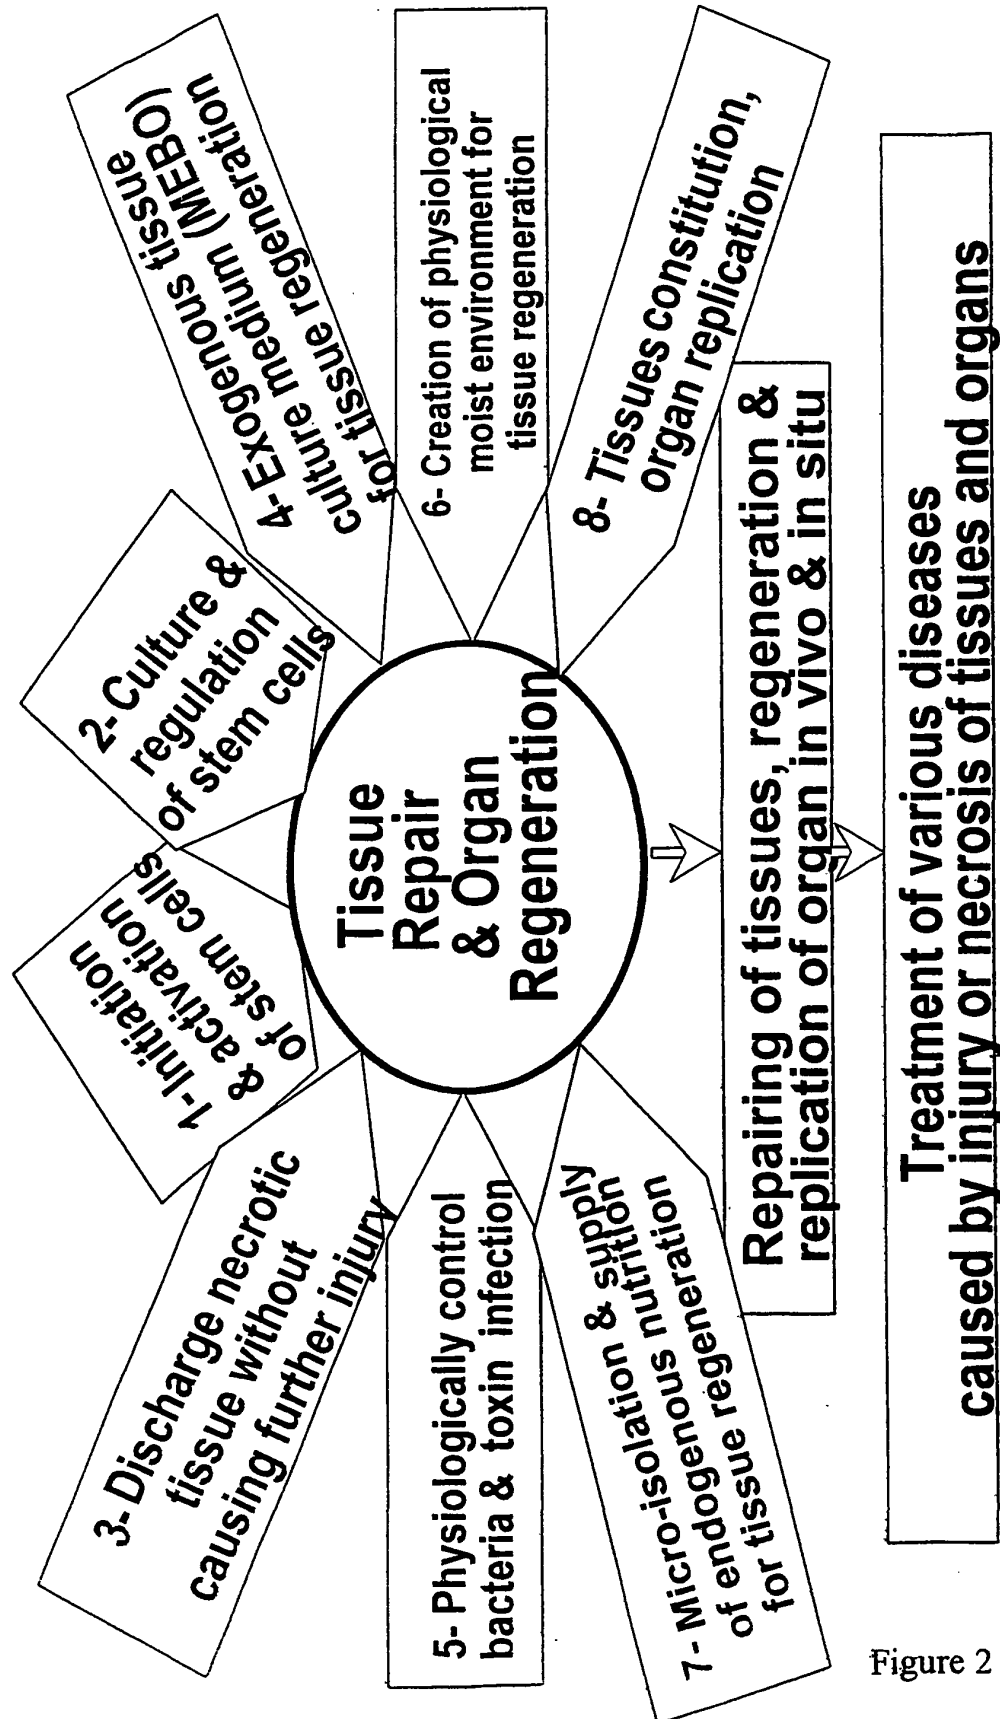 1- Initiation
& activation
of stem cells
2- Culture &
regulation
of stem cells
3- Discharge necrotic
tissue without
causing further injury
4- Exogenous tissue
culture medium (MEBO)
for tissue regeneration
5- Physiologically control
bacteria & toxin infection
6- Creation of physiological
moist environment for
tissue regeneration
7- Micro-isolation & supply
of endogenous nutrition
for tissue regeneration
8- Tissues constitution,
organ replication
Tissue
Repair
& Organ
Regeneration
Repairing of tissues, regeneration &
replication of organ in vivo & in situ
Treatment of various diseases
caused by injury or necrosis of tissues and organs
Figure 2